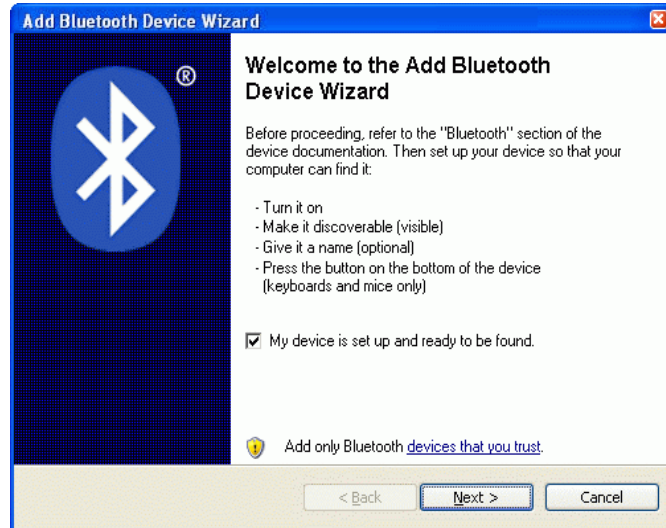 Add Bluetooth Device Wizard
®
Welcome to the Add Bluetooth
Device Wizard
Before proceeding, refer to the "Bluetooth" section of the
device documentation. Then set up your device so that your
computer can find it:
- Turn it on
- Make it discoverable (visible)
- Give it a name (optional)
- Press the button on the bottom of the device
(keyboards and mice only)
My device is set up and ready to be found.
Add only Bluetooth devices that you trust.
< Back Next > Cancel